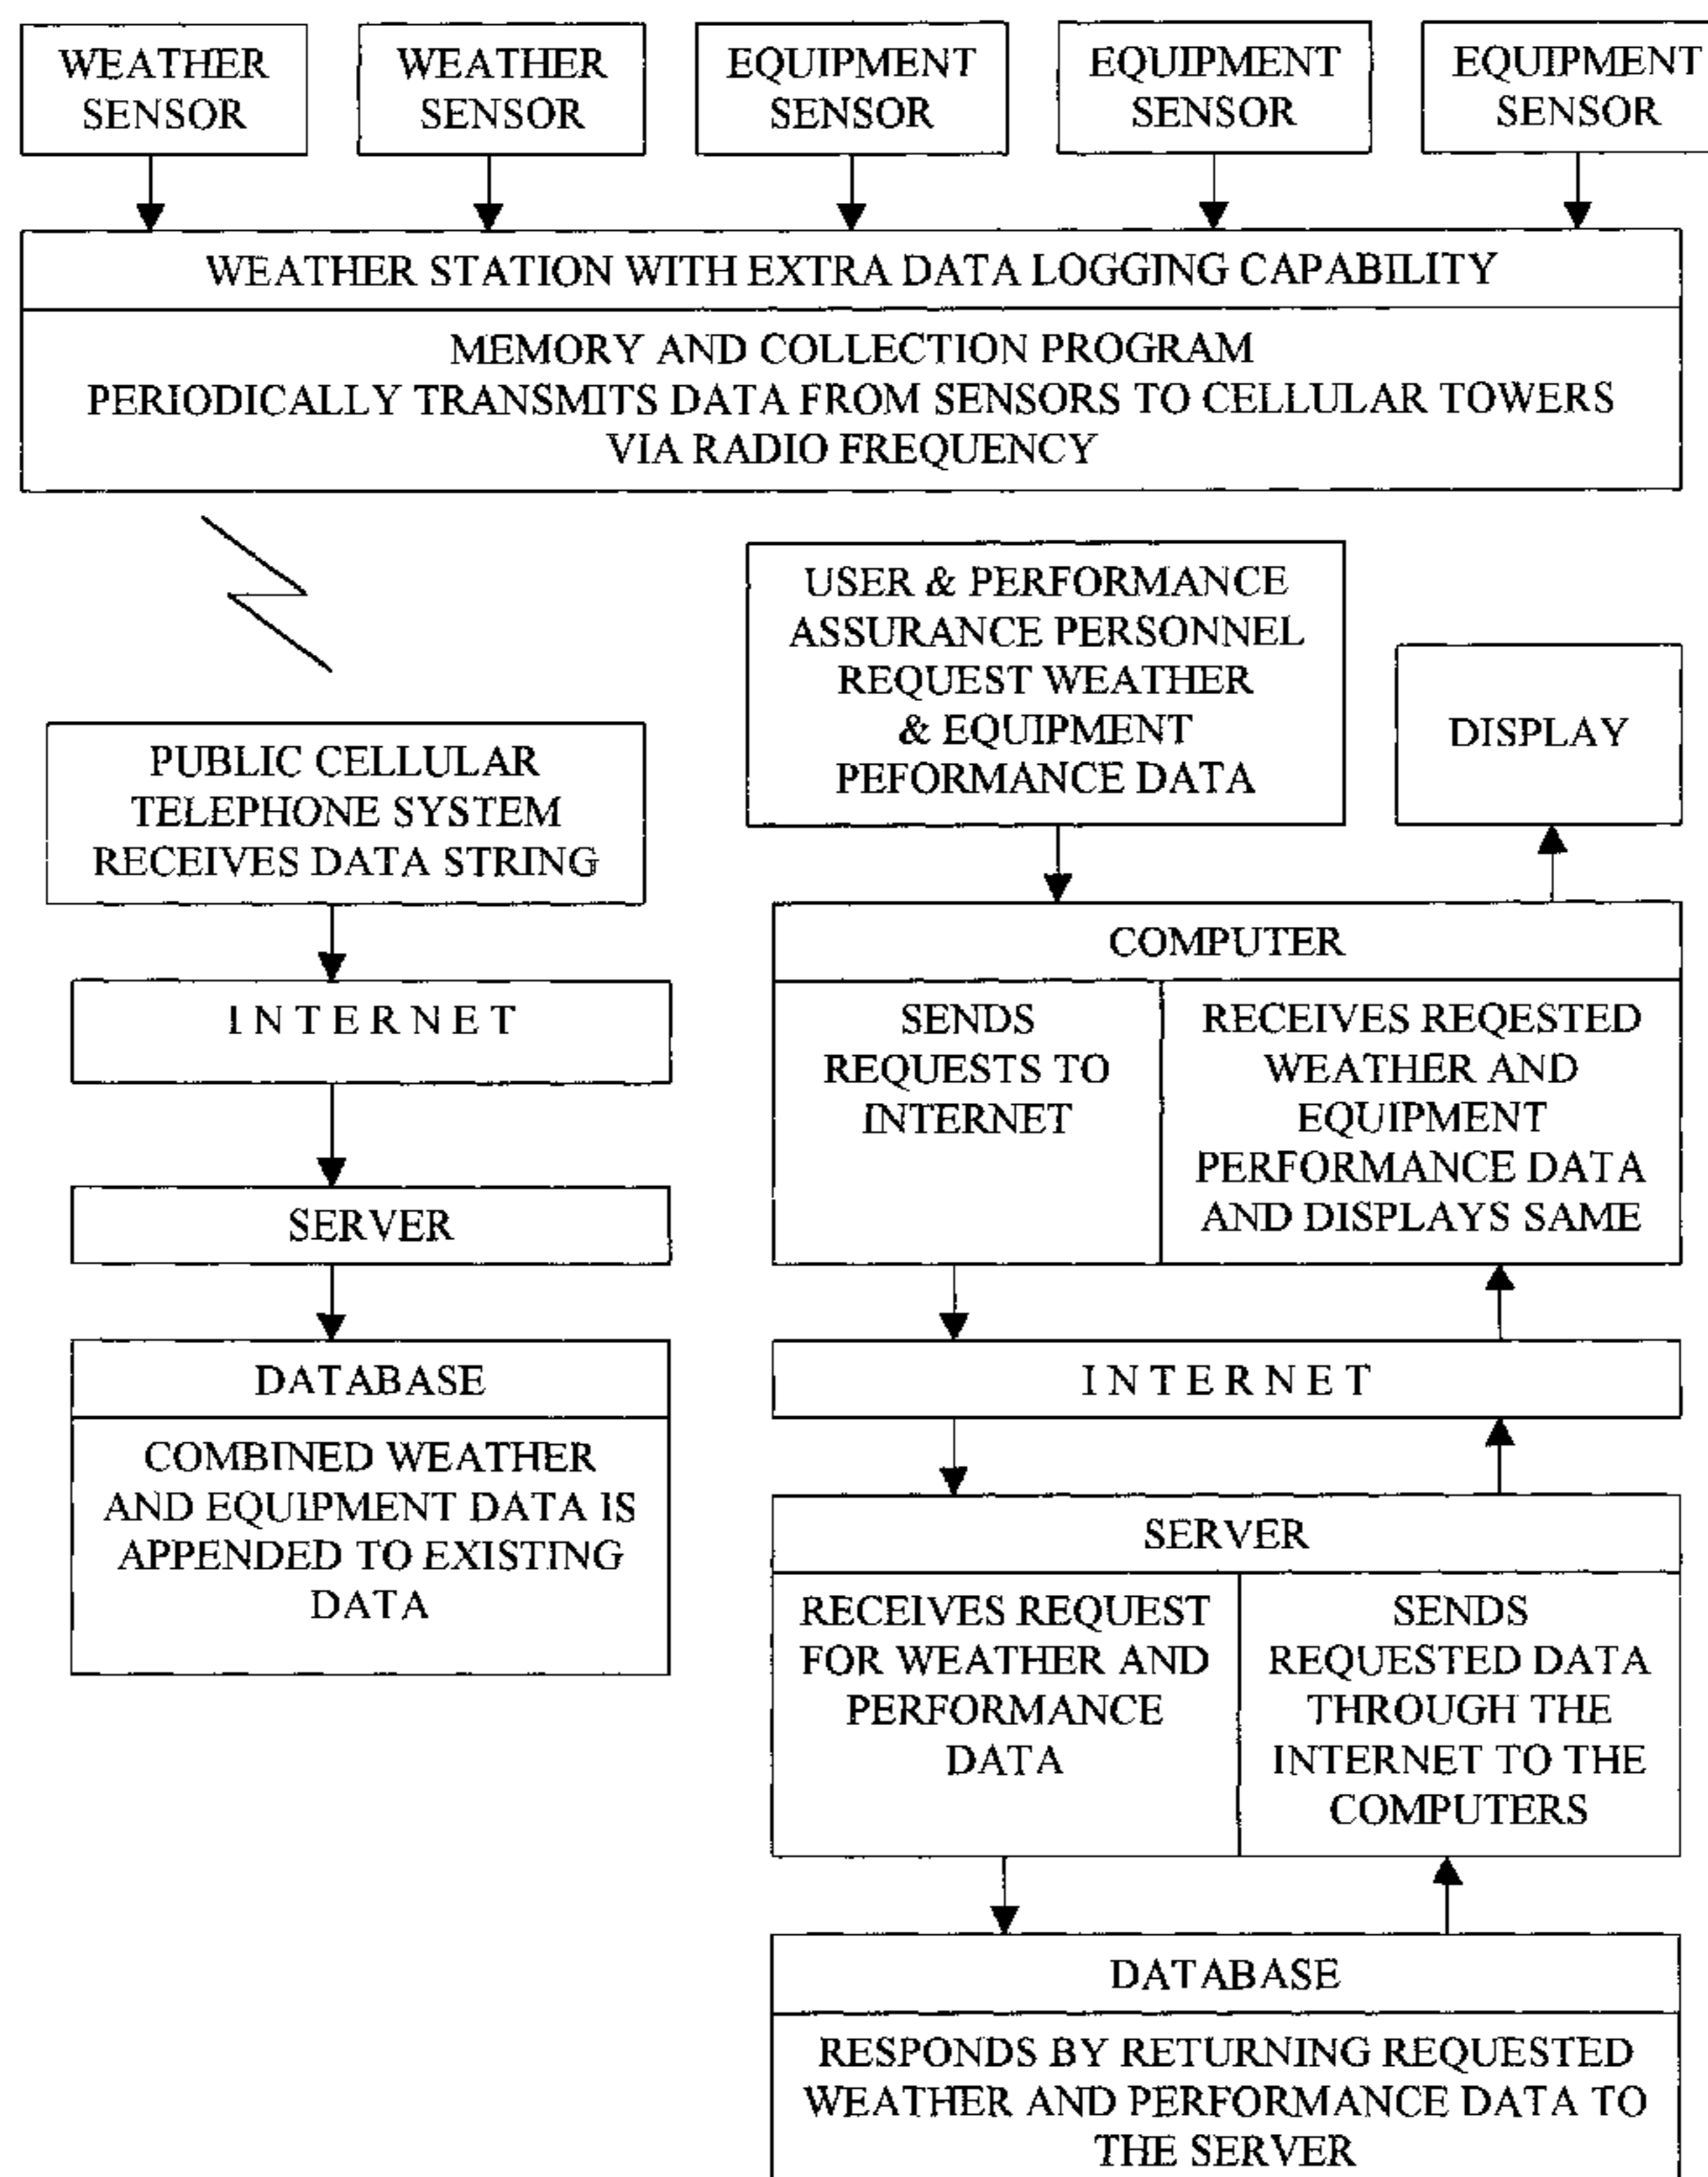 WEATHER
SENSOR
WEATHER
SENSOR
EQUIPMENT
SENSOR
EQUIPMENT
SENSOR
EQUIPMENT
SENSOR
WEATHER STATION WITH EXTRA DATA LOGGING CAPABILITY
MEMORY AND COLLECTION PROGRAM
PERIODICALLY TRANSMITS DATA FROM SENSORS TO CELLULAR TOWERS
VIA RADIO FREQUENCY
PUBLIC CELLULAR
TELEPHONE SYSTEM
RECEIVES DATA STRING
INTERNET
SERVER
DATABASE
COMBINED WEATHER
AND EQUIPMENT DATA IS
APPENDED TO EXISTING
DATA
USER & PERFORMANCE
ASSURANCE PERSONNEL
REQUEST WEATHER
& EQUIPMENT
PEFORMANCE DATA
DISPLAY
COMPUTER
SENDS
REQUESTS TO
INTERNET
RECEIVES REQESTED
WEATHER AND
EQUIPMENT
PERFORMANCE DATA
AND DISPLAYS SAME
INTERNET
SERVER
RECEIVES REQUEST
FOR WEATHER AND
PERFORMANCE
DATA
SENDS
REQUESTED DATA
THROUGH THE
INTERNET TO THE
COMPUTERS
DATABASE
RESPONDS BY RETURNING REQUESTED
WEATHER AND PERFORMANCE DATA TO
THE SERVER